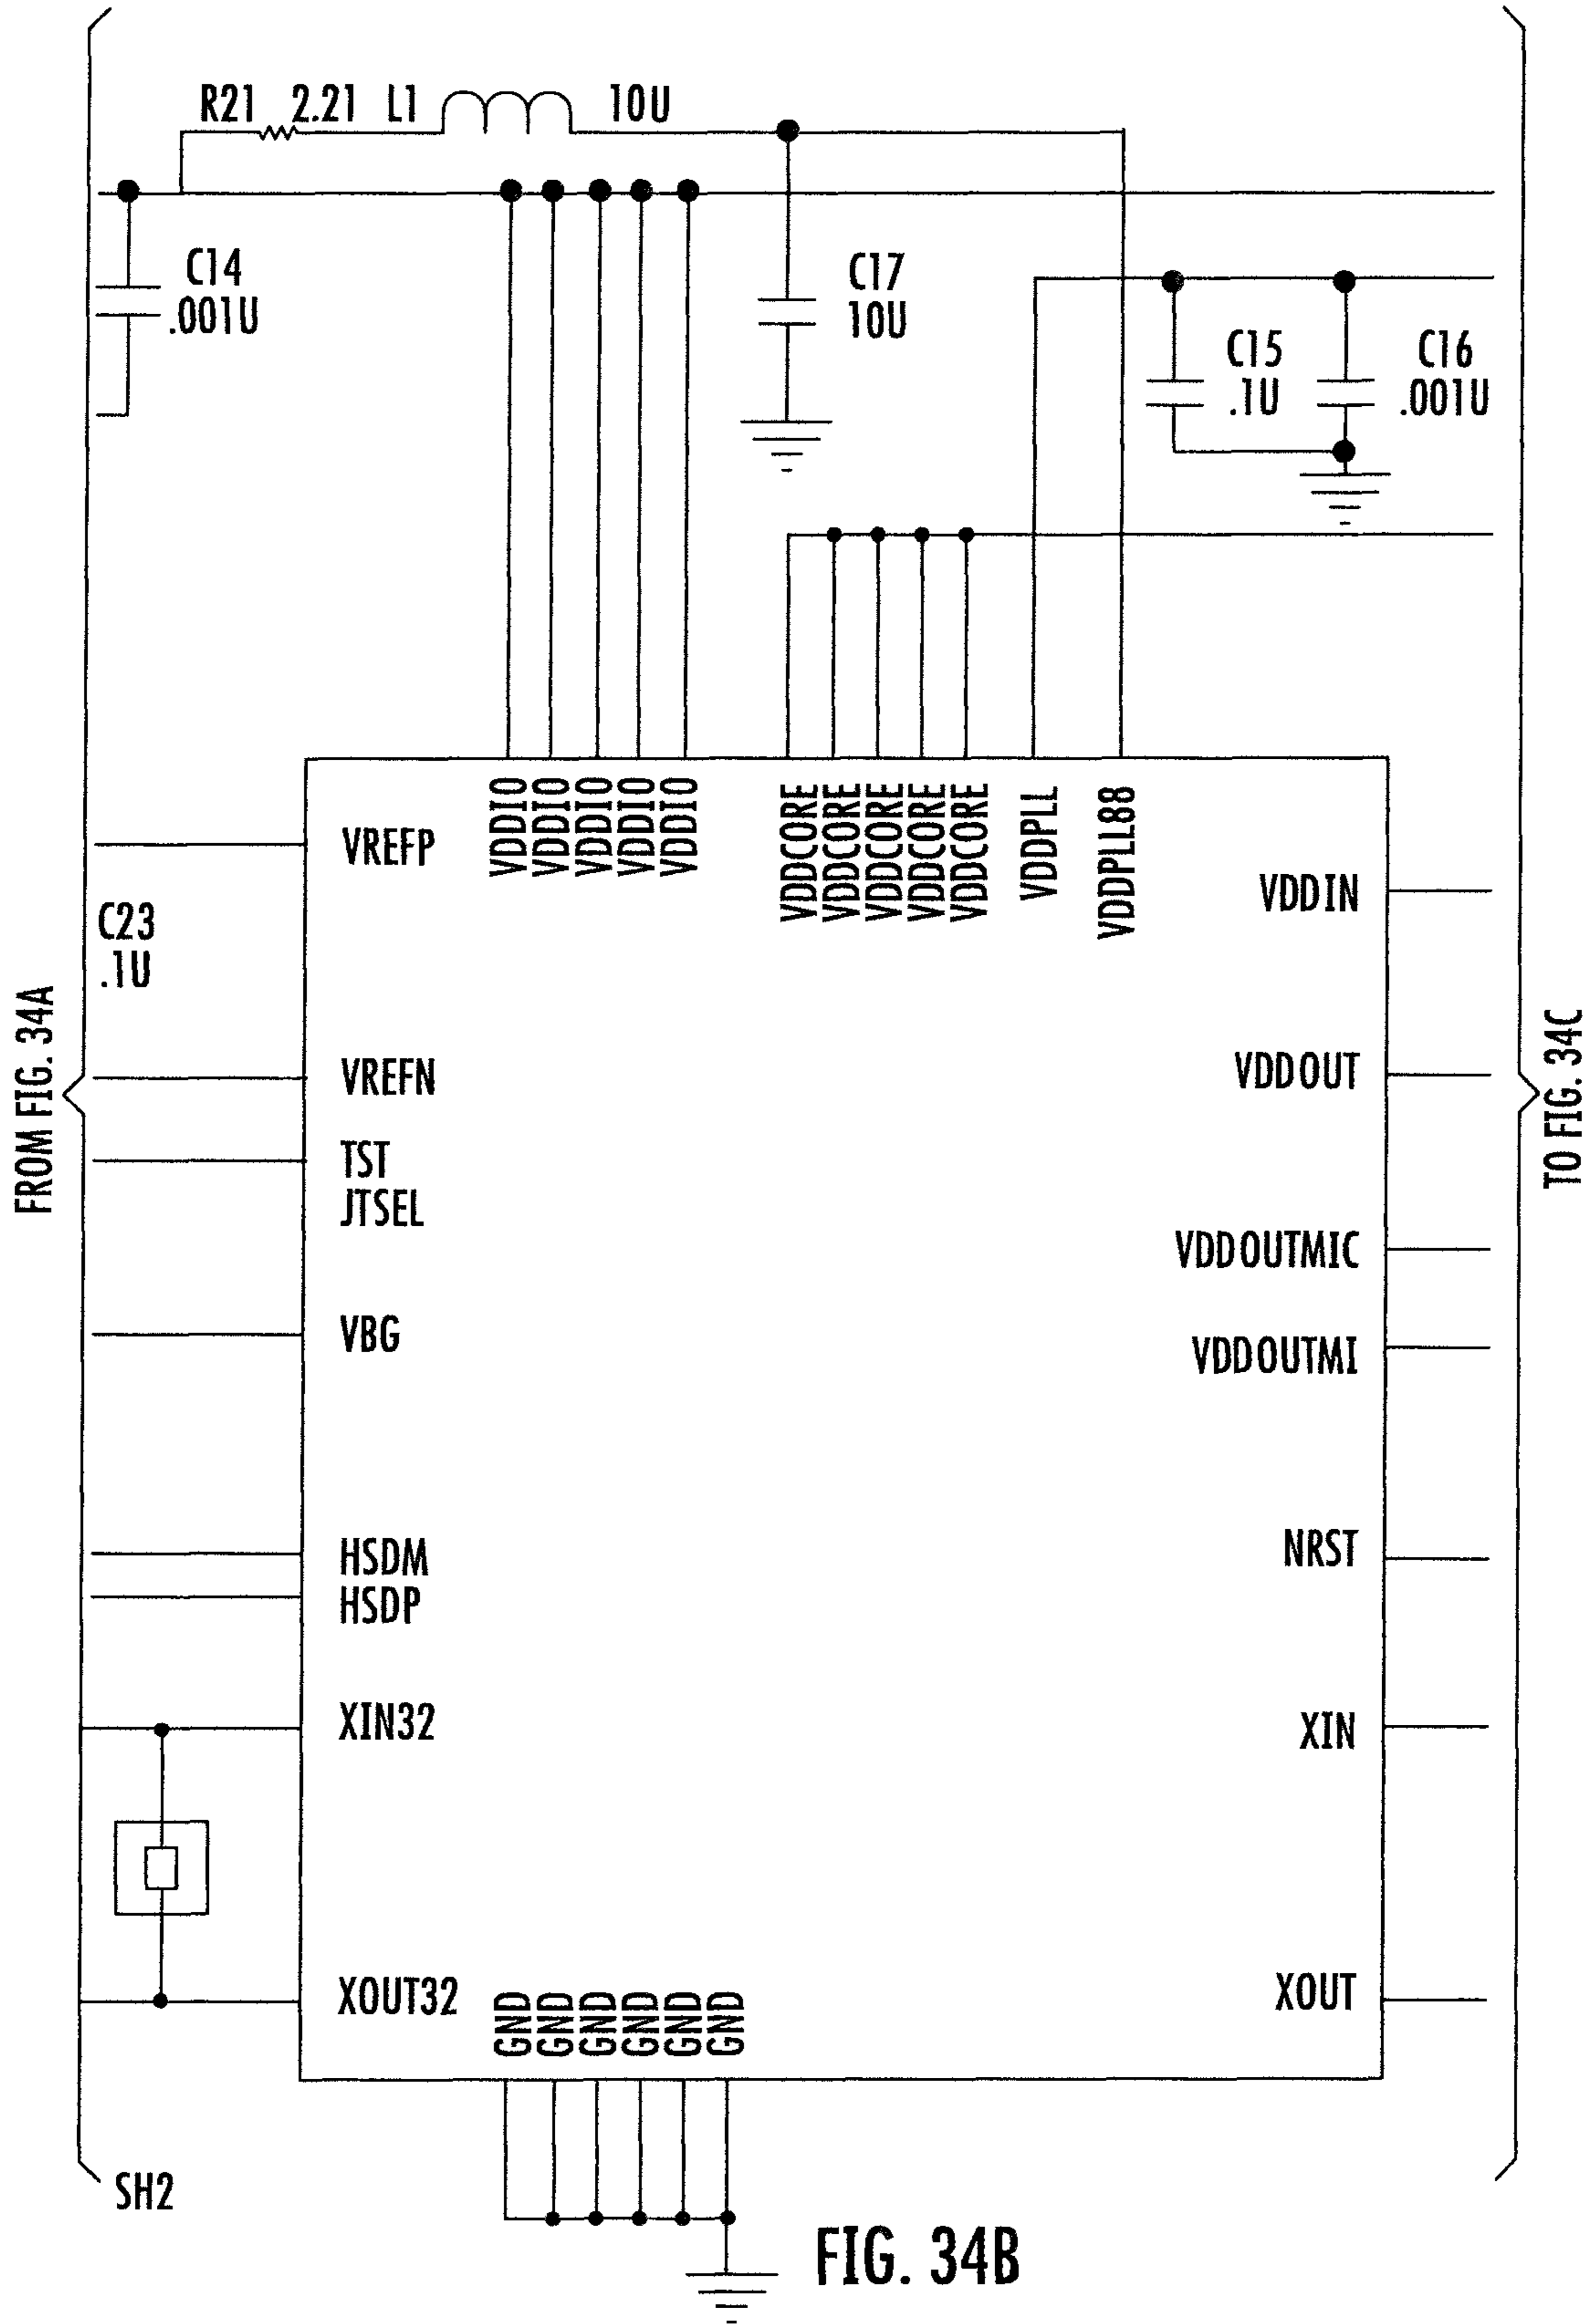 R21 2.21 L1 10U
C14
.001U
C17
10U
C15
.1U
C16
.001U
VDDIO
VDDIO
VDDIO
VDDIO
VDDIO
VDDCORE
VDDCORE
VDDCORE
VDDCORE
VDDCORE
VDDPLL
VDDPLL88
VREFP
VDDIN
C23
.1U
FROM FIG. 34A
TO FIG. 34C
VREFN
VDDOUT
TST
JTSEL
VDDOUTMIC
VBG
VDDOUTMI
HSDM
NRST
HSDP
XIN32
XIN
XOUT32
XOUT
GND
GND
GND
GND
GND
GND
SH2
FIG. 34B